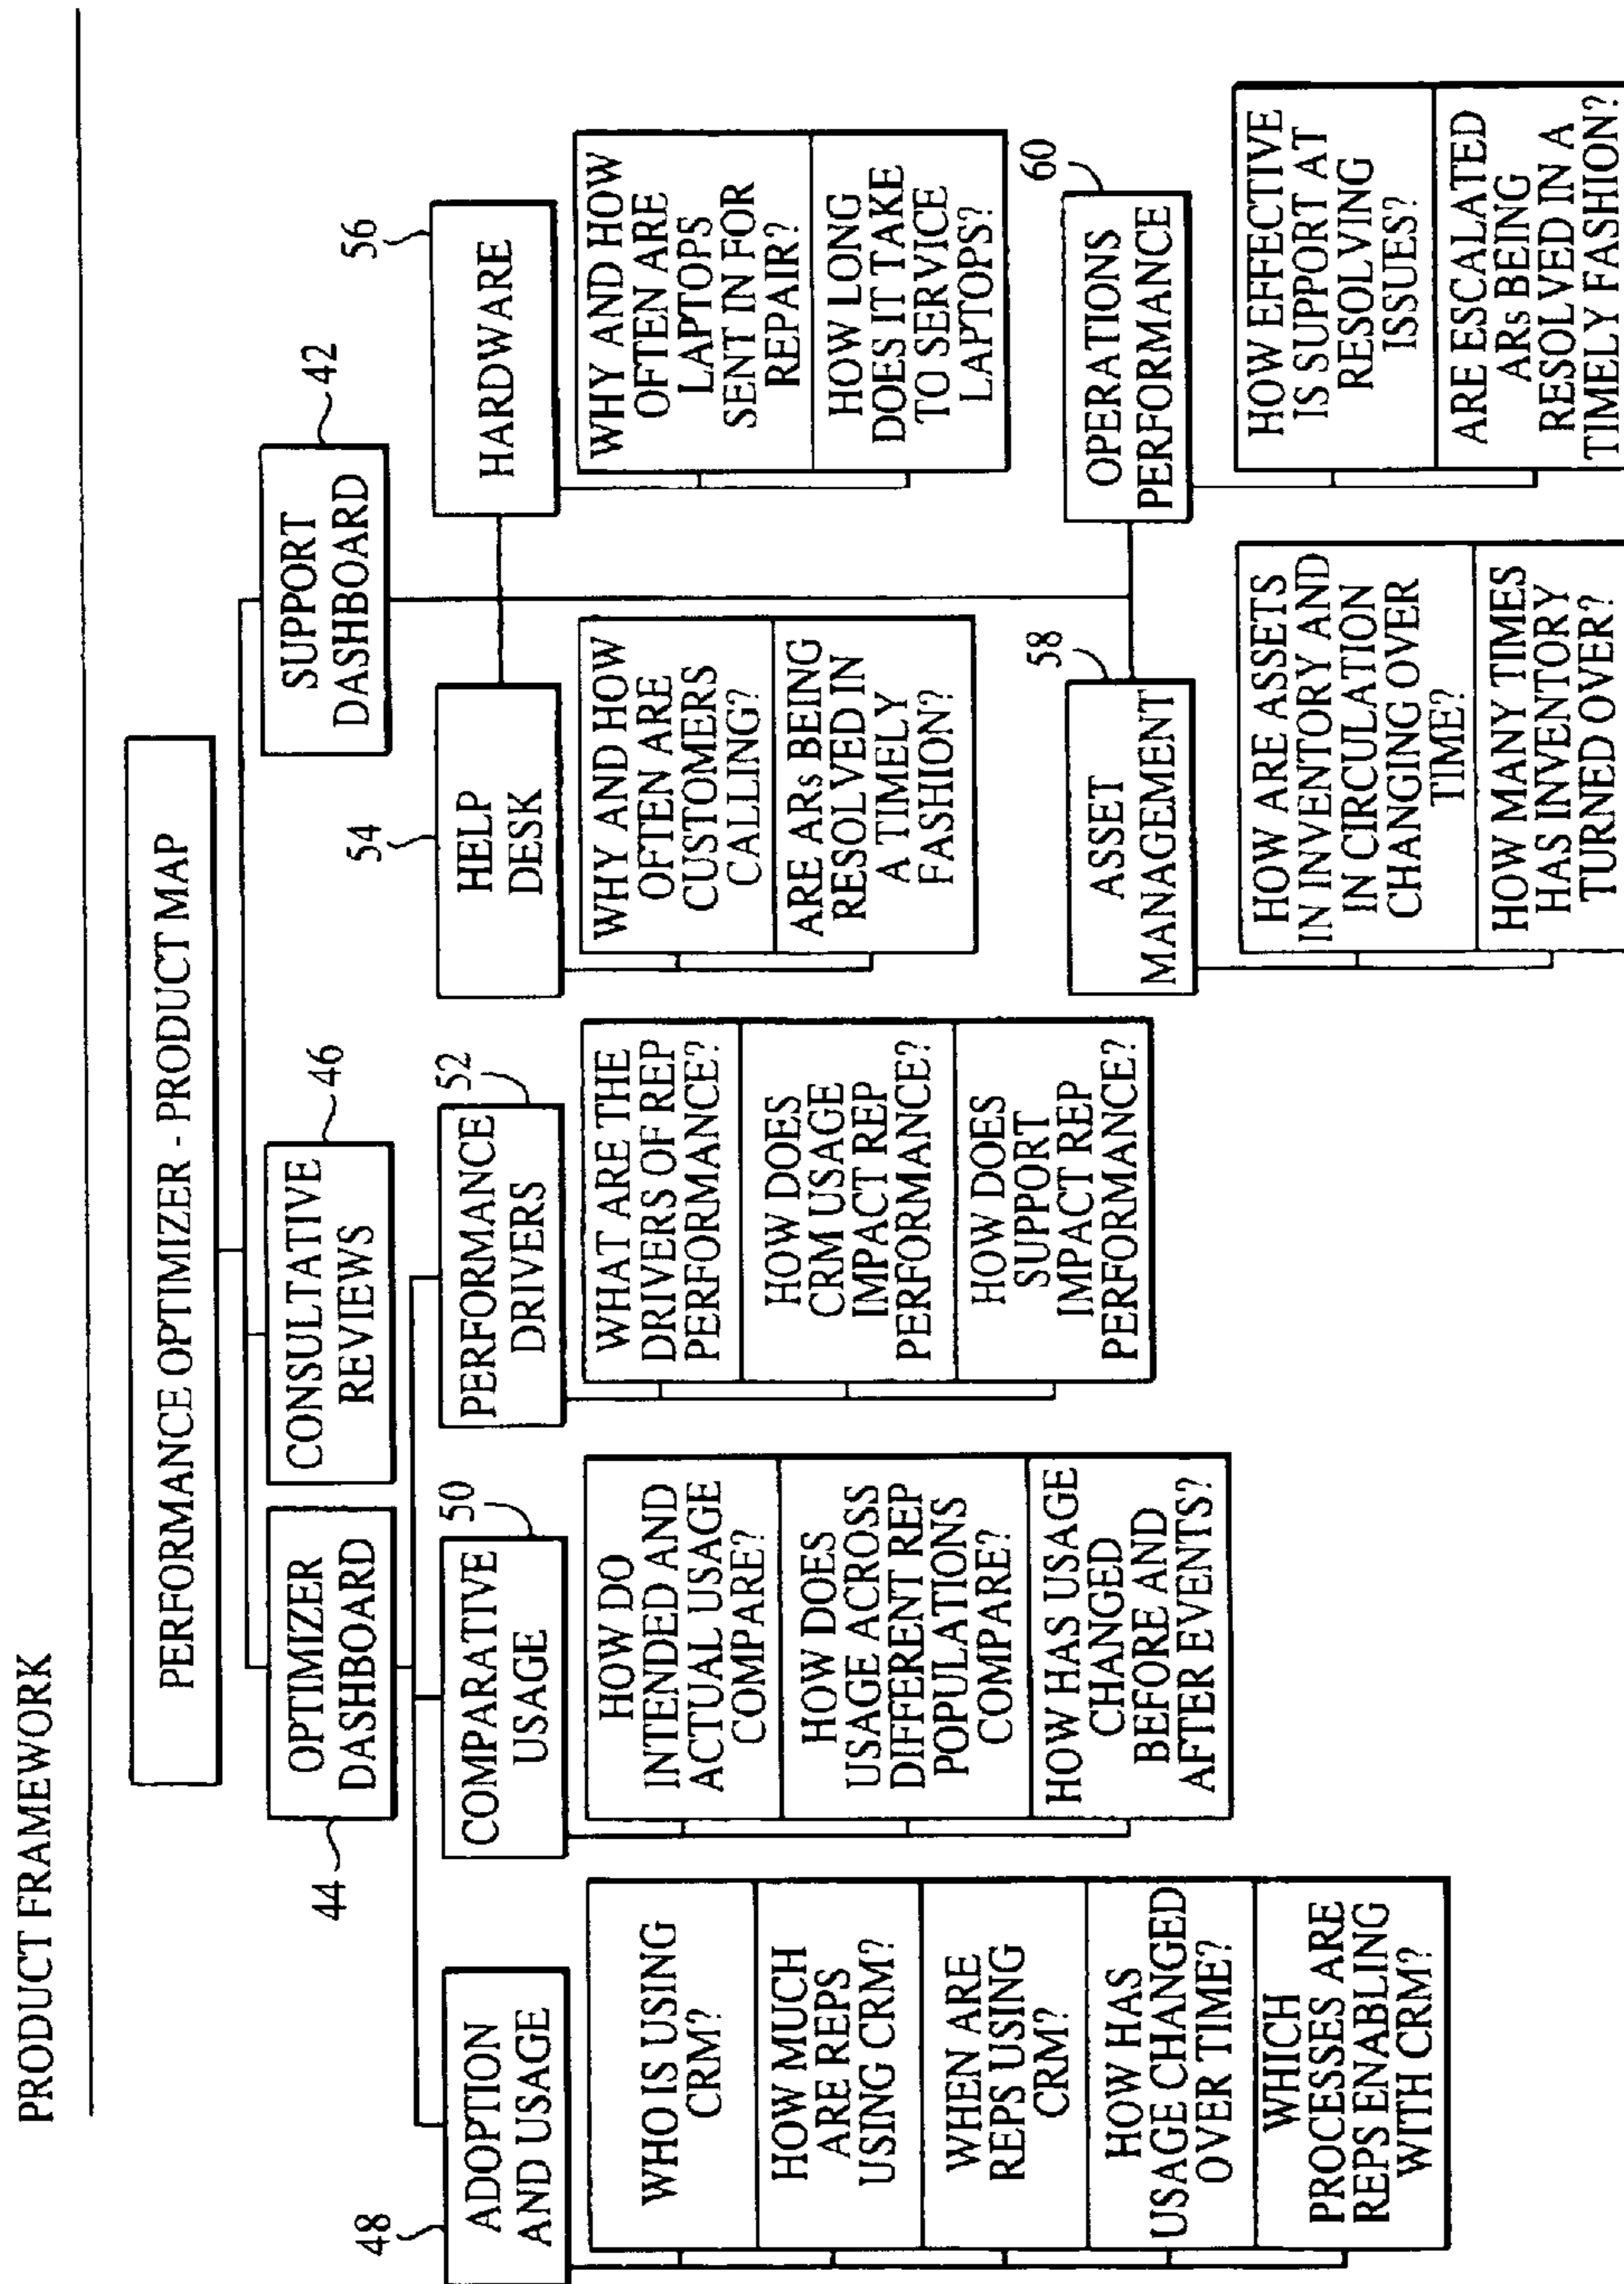 PRODUCT FRAMEWORK
PERFORMANCE OPTIMIZER - PRODUCT MAP
OPTIMIZER
DASHBOARD
44
CONSULTATIVE
REVIEWS
46
SUPPORT
DASHBOARD
42
48
ADOPTION
AND USAGE
WHO IS USING
CRM?
HOW MUCH
ARE REPS
USING CRM?
WHEN ARE
REPS USING
CRM?
HOW HAS
USAGE CHANGED
OVER TIME?
WHICH
PROCESSES ARE
REPS ENABLING
WITH CRM?
COMPARATIVE
USAGE
50
HOW DO
INTENDED AND
ACTUAL USAGE
COMPARE?
HOW DOES
USAGE ACROSS
DIFFERENT REP
POPULATIONS
COMPARE?
HOW HAS USAGE
CHANGED
BEFORE AND
AFTER EVENTS?
PERFORMANCE
DRIVERS
52
WHAT ARE THE
DRIVERS OF REP
PERFORMANCE?
HOW DOES
CRM USAGE
IMPACT REP
PERFORMANCE?
HOW DOES
SUPPORT
IMPACT REP
PERFORMANCE?
54
HELP
DESK
WHY AND HOW
OFTEN ARE
CUSTOMERS
CALLING?
ARE ARs BEING
RESOLVED IN
A TIMELY
FASHION?
56
HARDWARE
WHY AND HOW
OFTEN ARE
LAPTOPS
SENT IN FOR
REPAIR?
HOW LONG
DOES IT TAKE
TO SERVICE
LAPTOPS?
58
ASSET
MANAGEMENT
HOW ARE ASSETS
IN INVENTORY AND
IN CIRCULATION
CHANGING OVER
TIME?
HOW MANY TIMES
HAS INVENTORY
TURNED OVER?
60
OPERATIONS
PERFORMANCE
HOW EFFECTIVE
IS SUPPORT AT
RESOLVING
ISSUES?
ARE ESCALATED
ARs BEING
RESOLVED IN A
TIMELY FASHION?